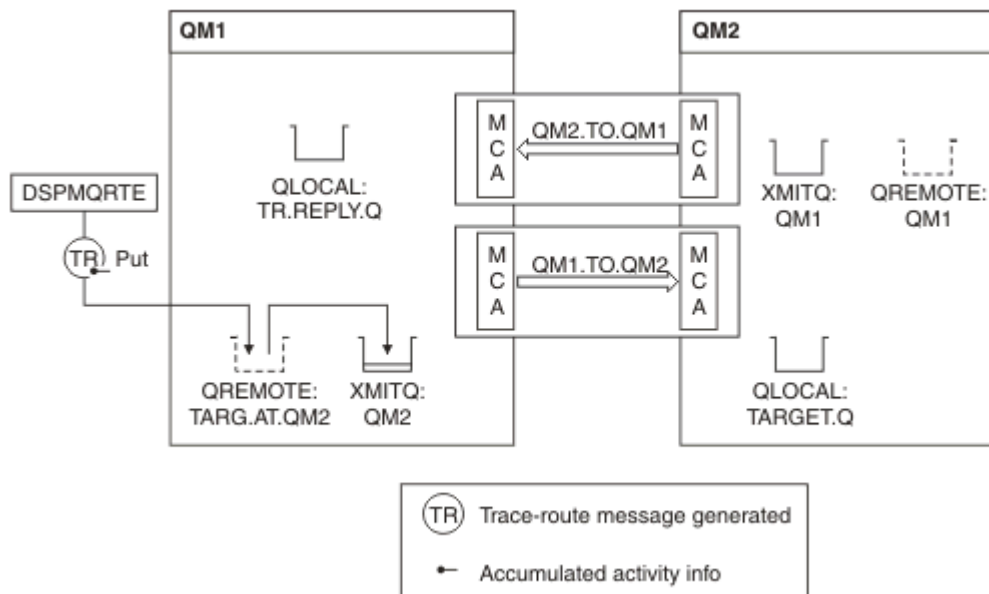 QM1
QM2
M
C
A
QM2.TO.QM1
M
C
A
QLOCAL:
TR.REPLY.Q
XMITQ:
QM1
QREMOTE:
QM1
DSPMQRTE
TR
Put
M
C
A
QM1.TO.QM2
M
C
A
QREMOTE:
TARG.AT.QM2
XMITQ:
QM2
QLOCAL:
TARGET.Q
TR
Trace-route message generated
Accumulated activity info